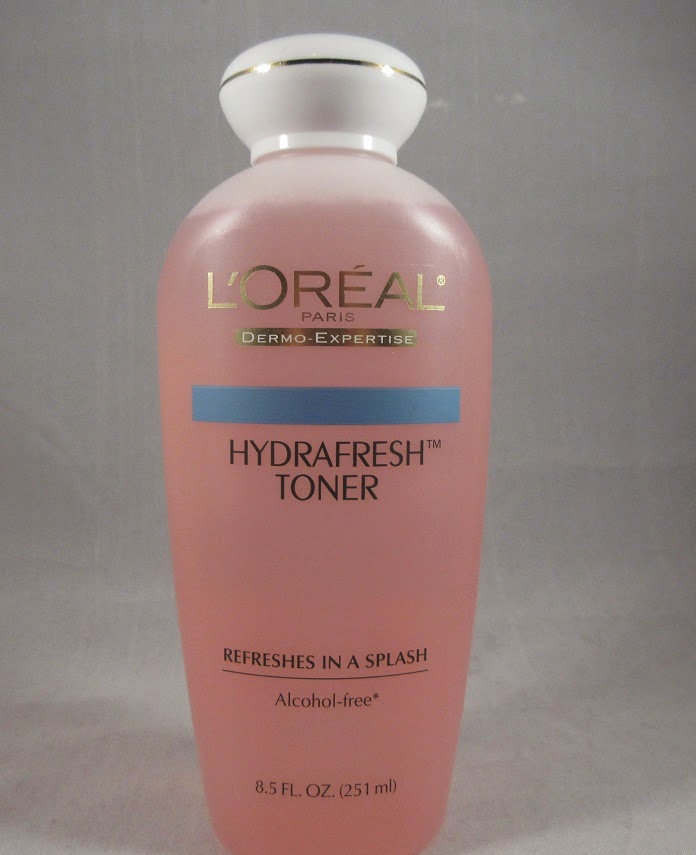 L'ORÉAL®
PARIS
DERMO-EXPERTISE
HYDRAFRESH™
TONER
REFRESHES IN A SPLASH
Alcohol-free*
8.5 FL. OZ. (251 ml)